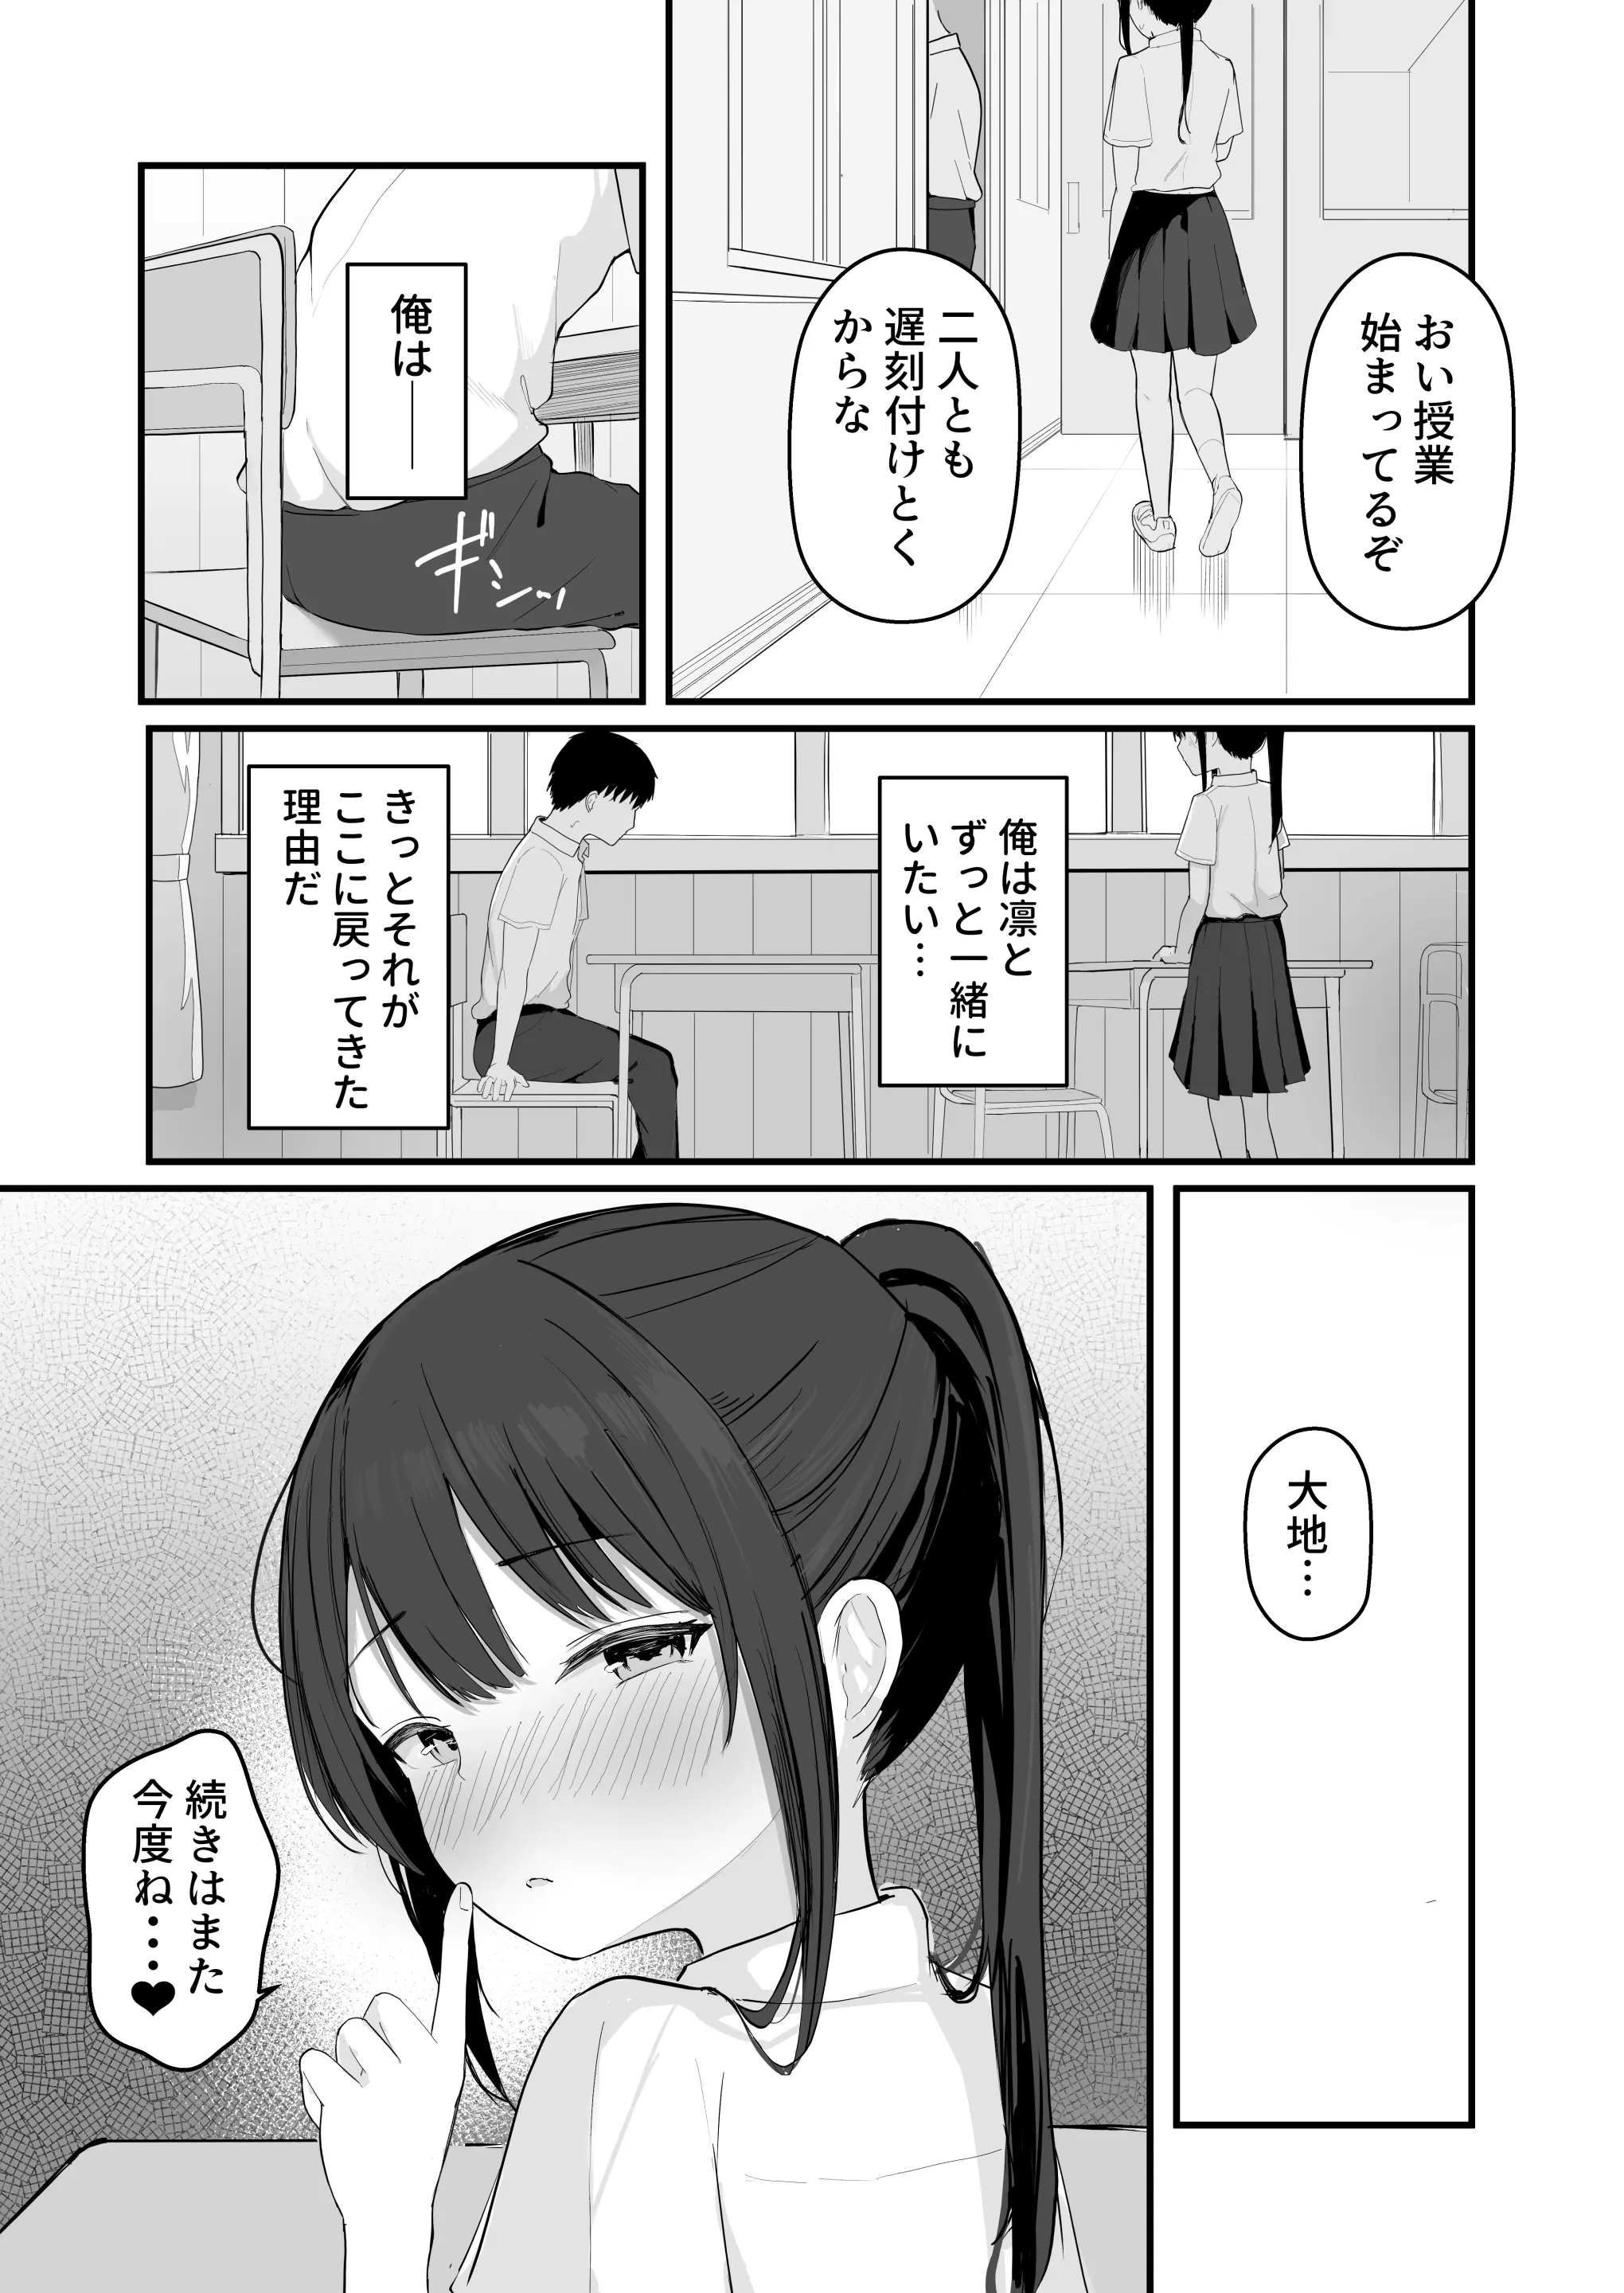 おい授業
始まってるぞ
二人とも
遅刻付けとく
からな
俺は──
ギシッ
俺は凛と
ずっと一緒に
いたい…
きっとそれが
ここに戻ってきた
理由だ
大地…
続きはまた
今度ね・・・♥